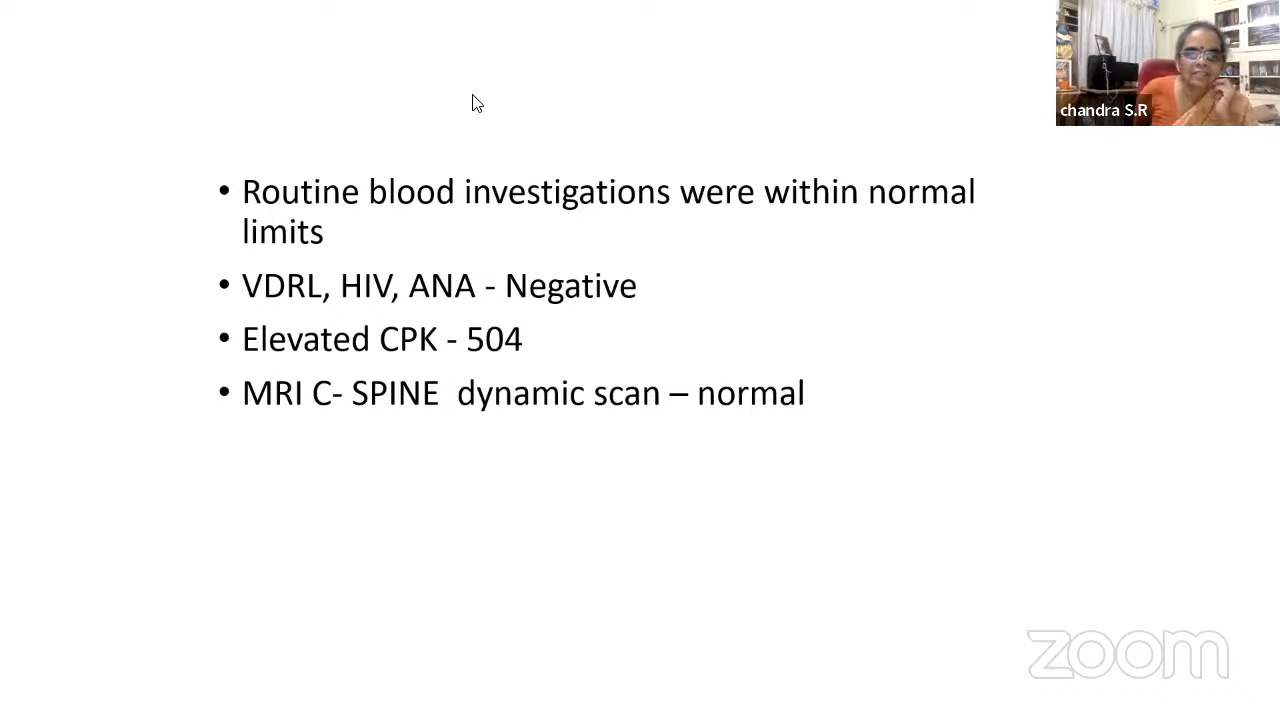 chandra S.R
• Routine blood investigations were within normal
limits
• VDRL, HIV, ANA - Negative
• Elevated CPK - 504
• MRI C- SPINE  dynamic scan – normal
zoom